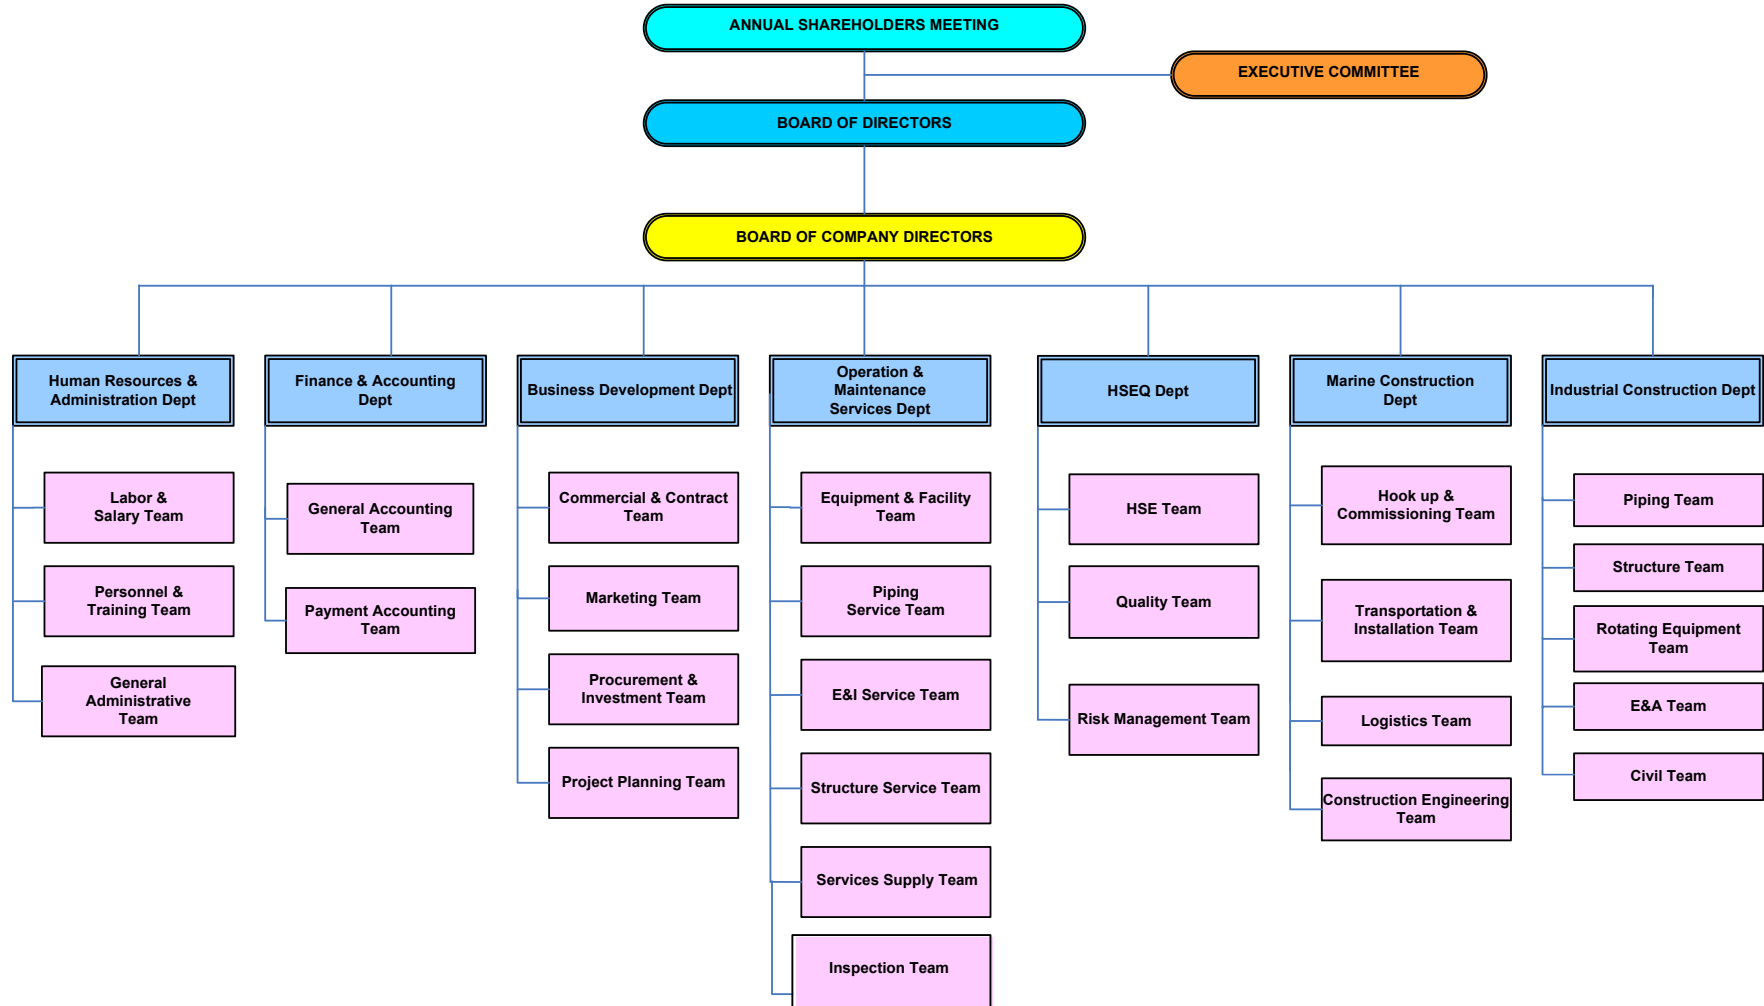 ANNUAL SHAREHOLDERS MEETING
EXECUTIVE COMMITTEE
BOARD OF DIRECTORS
BOARD OF COMPANY DIRECTORS
Human Resources &
Administration Dept
Finance & Accounting
Dept
Business Development Dept
Operation &
Maintenance
Services Dept
HSEQ Dept
Marine Construction
Dept
Industrial Construction Dept
Labor &
Salary Team
Personnel &
Training Team
General
Administrative
Team
General Accounting
Team
Payment Accounting
Team
Commercial & Contract
Team
Marketing Team
Procurement &
Investment Team
Project Planning Team
Equipment & Facility
Team
Piping
Service Team
E&I Service Team
Structure Service Team
Services Supply Team
Inspection Team
HSE Team
Quality Team
Risk Management Team
Hook up &
Commissioning Team
Transportation &
Installation Team
Logistics Team
Construction Engineering
Team
Piping Team
Structure Team
Rotating Equipment
Team
E&A Team
Civil Team